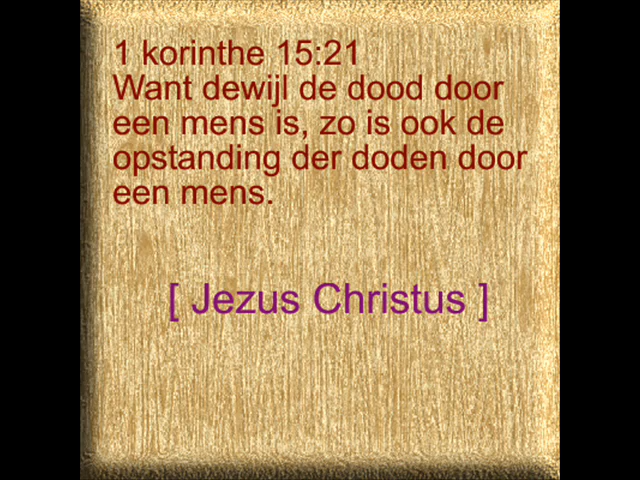 1 korinthe 15:21
Want dewijl de dood door
een mens is, zo is ook de
opstanding der doden door
een mens.
[ Jezus Christus ]